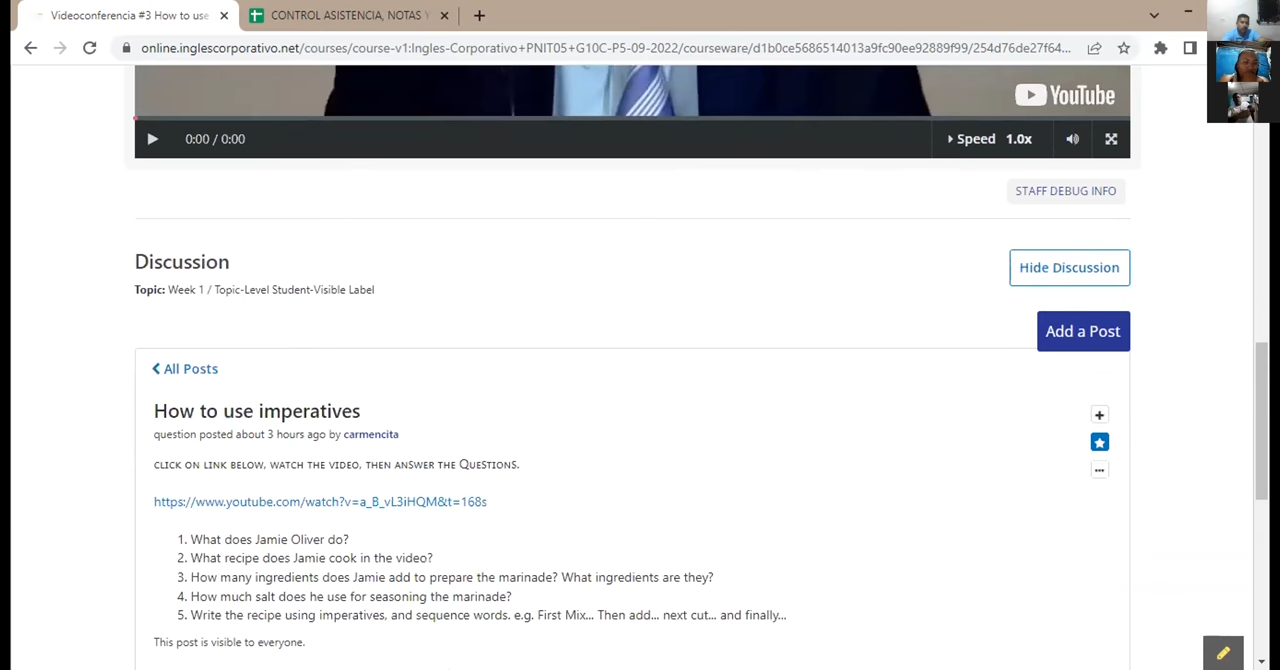 Videoconferencia #3 How to use
CONTROL ASISTENCIA, NOTAS Y
online.inglescorporativo.net/courses/course-v1:Ingles-Corporativo+PNIT05+G10C-P5-09-2022/courseware/d1b0ce5686514013a9fc90ee92889f99/254d76de27f64...
YouTube
0:00 / 0:00
Speed 1.0x
STAFF DEBUG INFO
Discussion
Hide Discussion
Topic: Week 1 / Topic-Level Student-Visible Label
Add a Post
All Posts
How to use imperatives
question posted about 3 hours ago by carmencita
CLICK ON LINK BELOW, WATCH THE VIDEO, THEN ANSWER THE QUESTIONS.
https://www.youtube.com/watch?v=a_B_vL3iHQM&t=168s
1. What does Jamie Oliver do?
2. What recipe does Jamie cook in the video?
3. How many ingredients does Jamie add to prepare the marinade? What ingredients are they?
4. How much salt does he use for seasoning the marinade?
5. Write the recipe using imperatives, and sequence words. e.g. First Mix... Then add... next cut... and finally...
This post is visible to everyone.